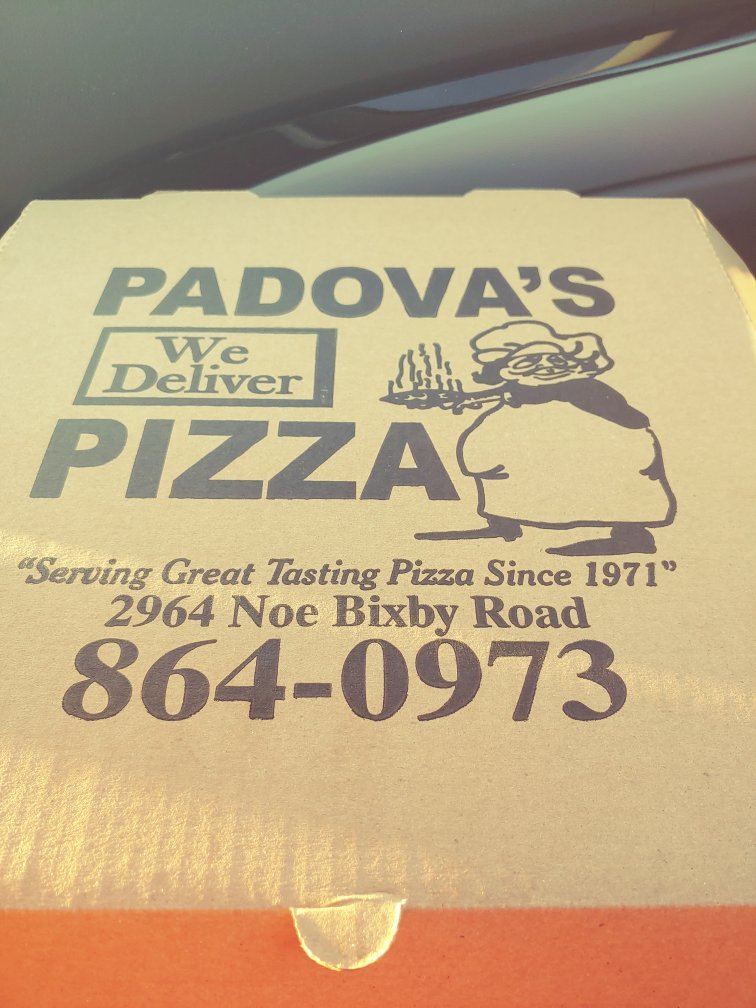 PADOVA'S
We
Deliver
PIZZA
"Serving Great Tasting Pizza Since 1971"
2964 Noe Bixby Road
864-0973